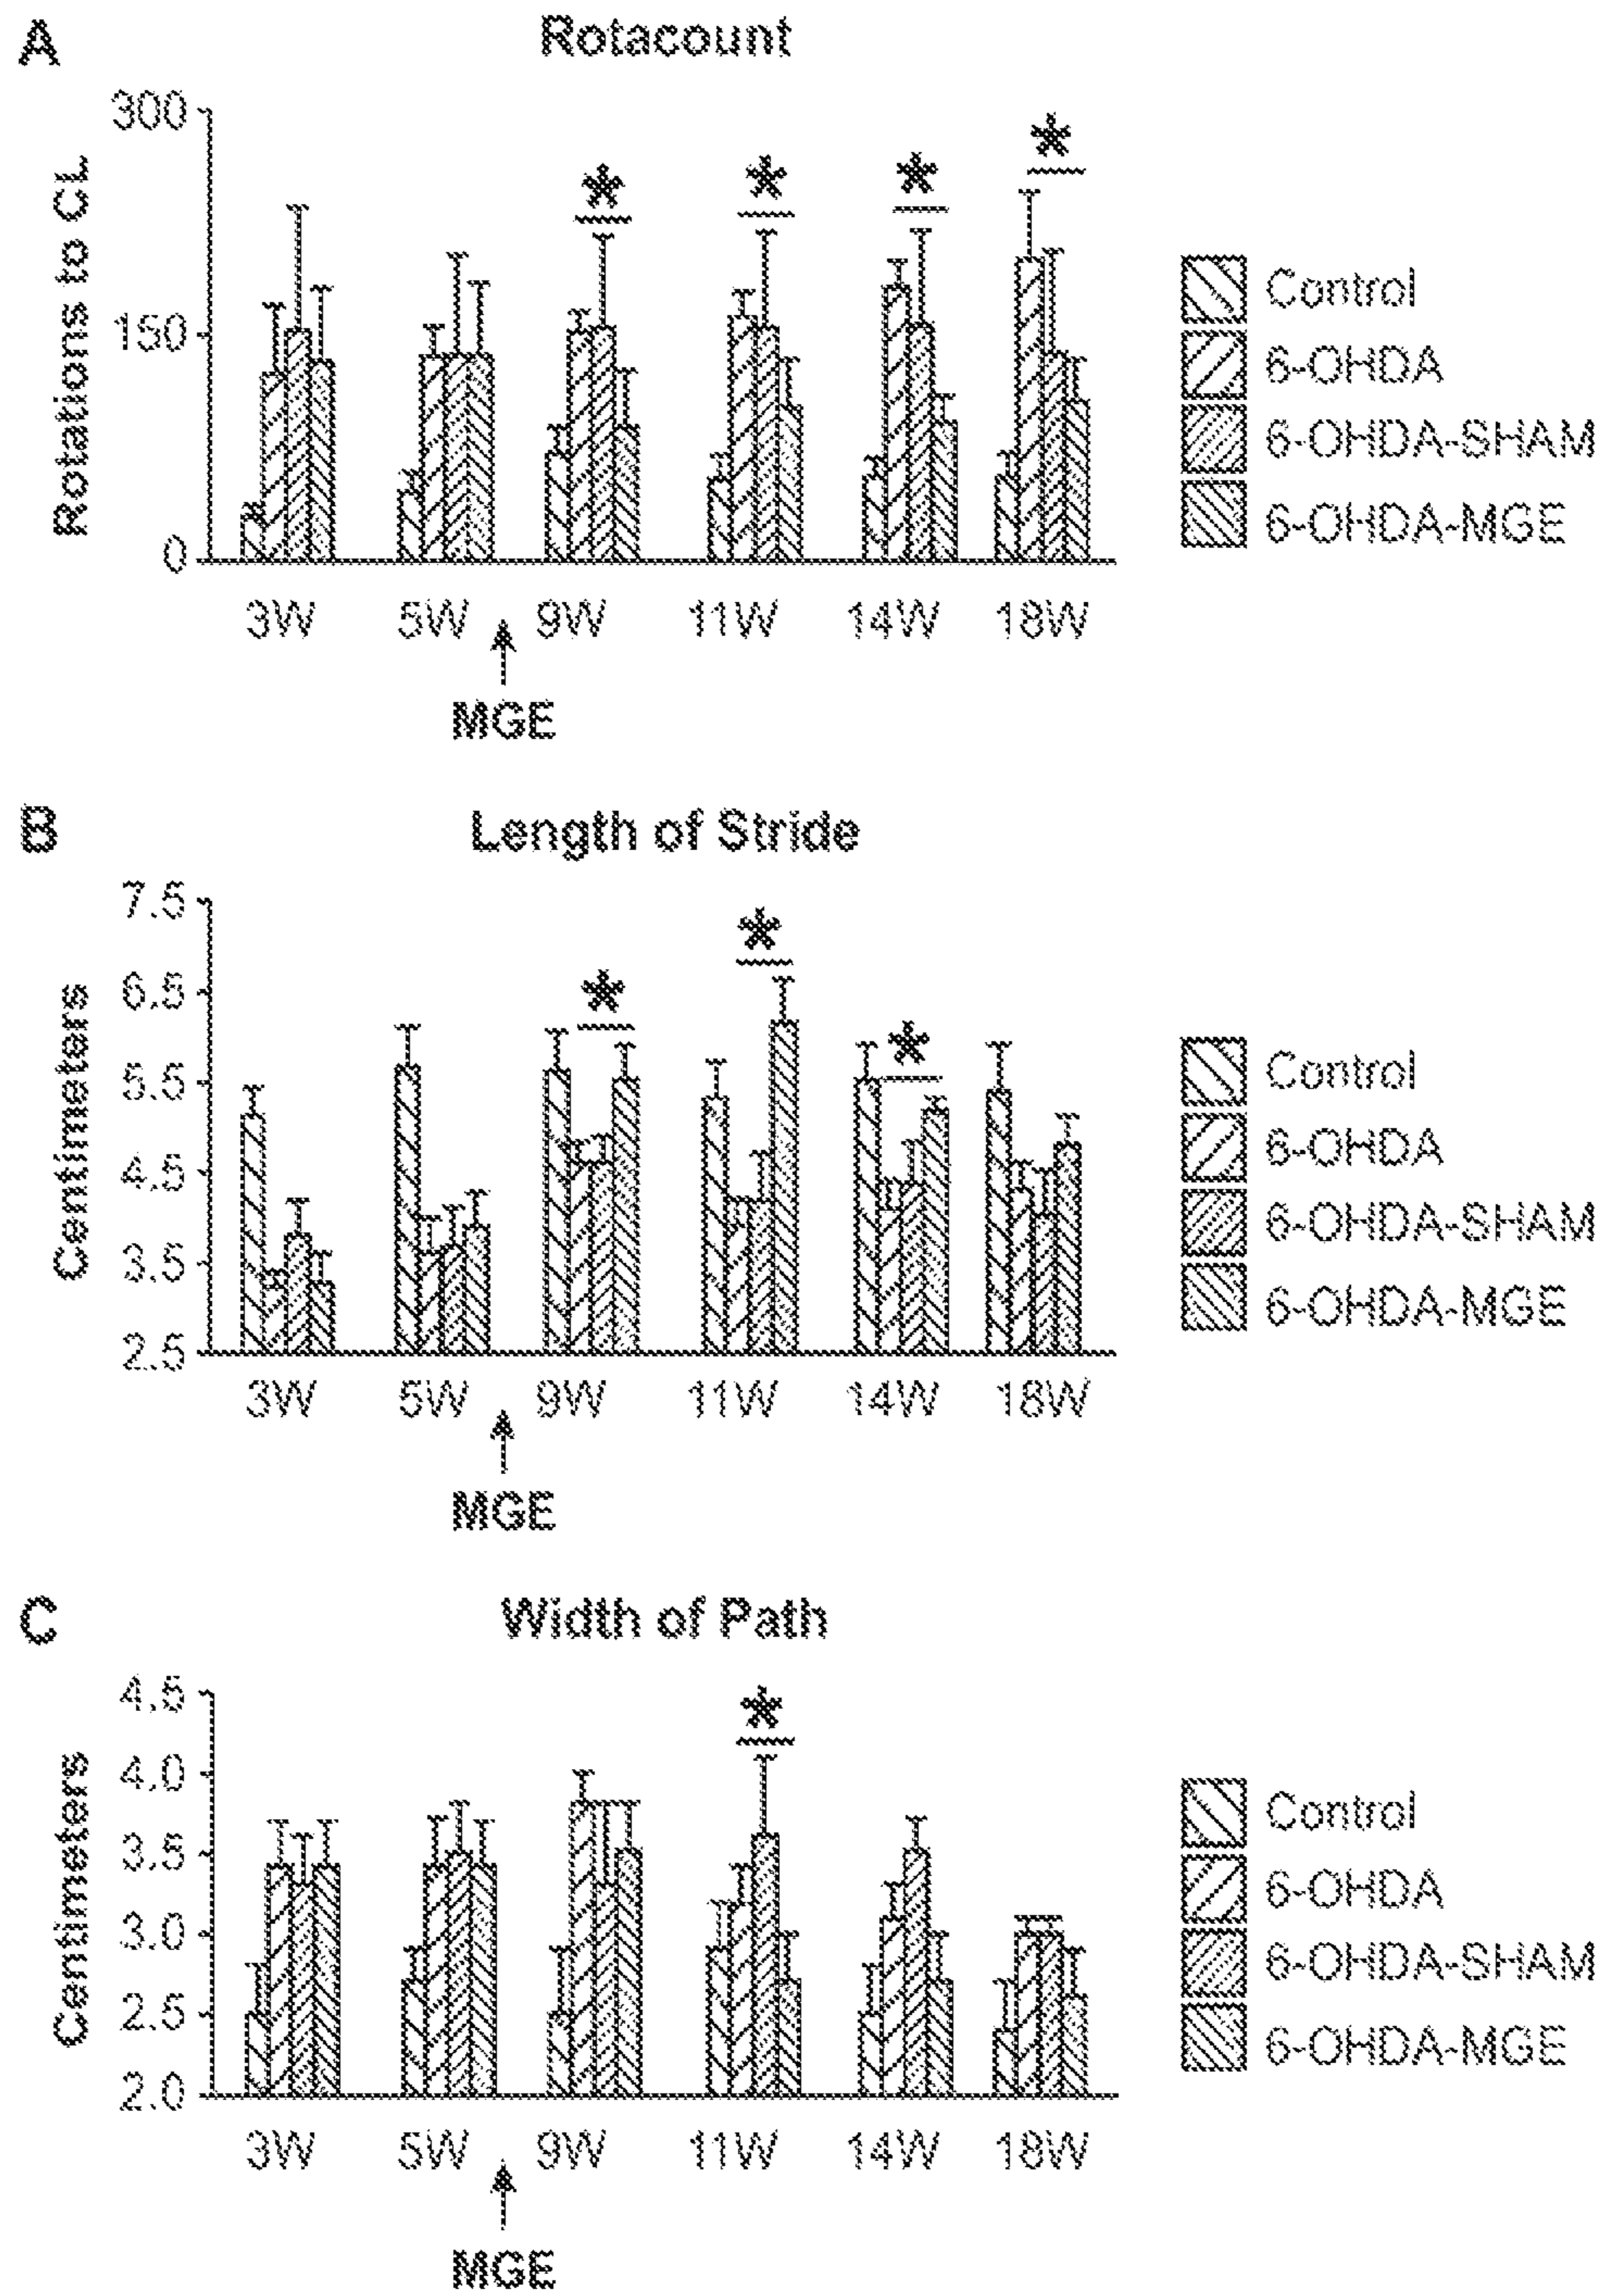 A Rotacount
Rotations to CL
300
150
0
* * * *
3W 5W 9W 11W 14W 18W
MGE
Control
6-OHDA
6-OHDA-SHAM
6-OHDA-MGE
B Length of Stride
Centimeters
7.5
6.5
5.5
4.5
3.5
2.5
* * *
3W 5W 9W 11W 14W 18W
MGE
Control
6-OHDA
6-OHDA-SHAM
6-OHDA-MGE
C Width of Path
Centimeters
4.5
4.0
3.5
3.0
2.5
2.0
*
3W 5W 9W 11W 14W 18W
MGE
Control
6-OHDA
6-OHDA-SHAM
6-OHDA-MGE